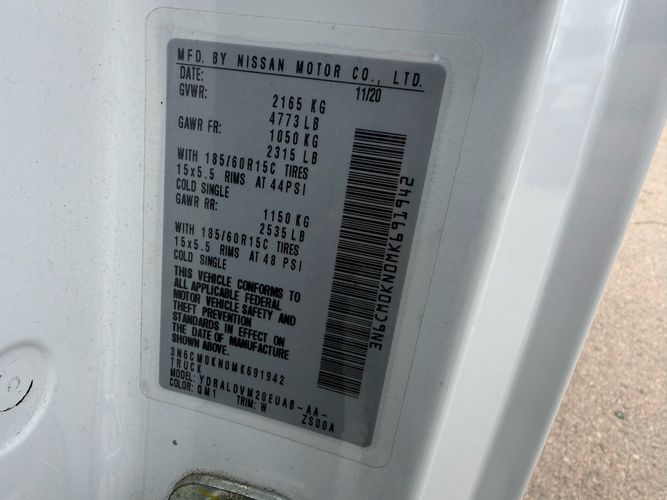 MFD. BY NISSAN MOTOR CO., LTD.
DATE: 11/20
GVWR: 2165 KG
4773 LB
GAWR FR: 1050 KG
2315 LB
WITH 185/60R15C TIRES
15x5.5 RIMS AT 44PSI
COLD SINGLE
GAWR RR: 1150 KG
2535 LB
WITH 185/60R15C TIRES
15x5.5 RIMS AT 48 PSI
COLD SINGLE
THIS VEHICLE CONFORMS TO
ALL APPLICABLE FEDERAL
MOTOR VEHICLE SAFETY AND
THEFT PREVENTION
STANDARDS IN EFFECT ON
THE DATE OF MANUFACTURE
SHOWN ABOVE.
3N6CM0KN0MK691942
TRUCK
MODEL: YDRALDVM20EUAB-AA-
COLOR: QM1 TRIM: W ZS00A
3N6CM0KN0MK691942